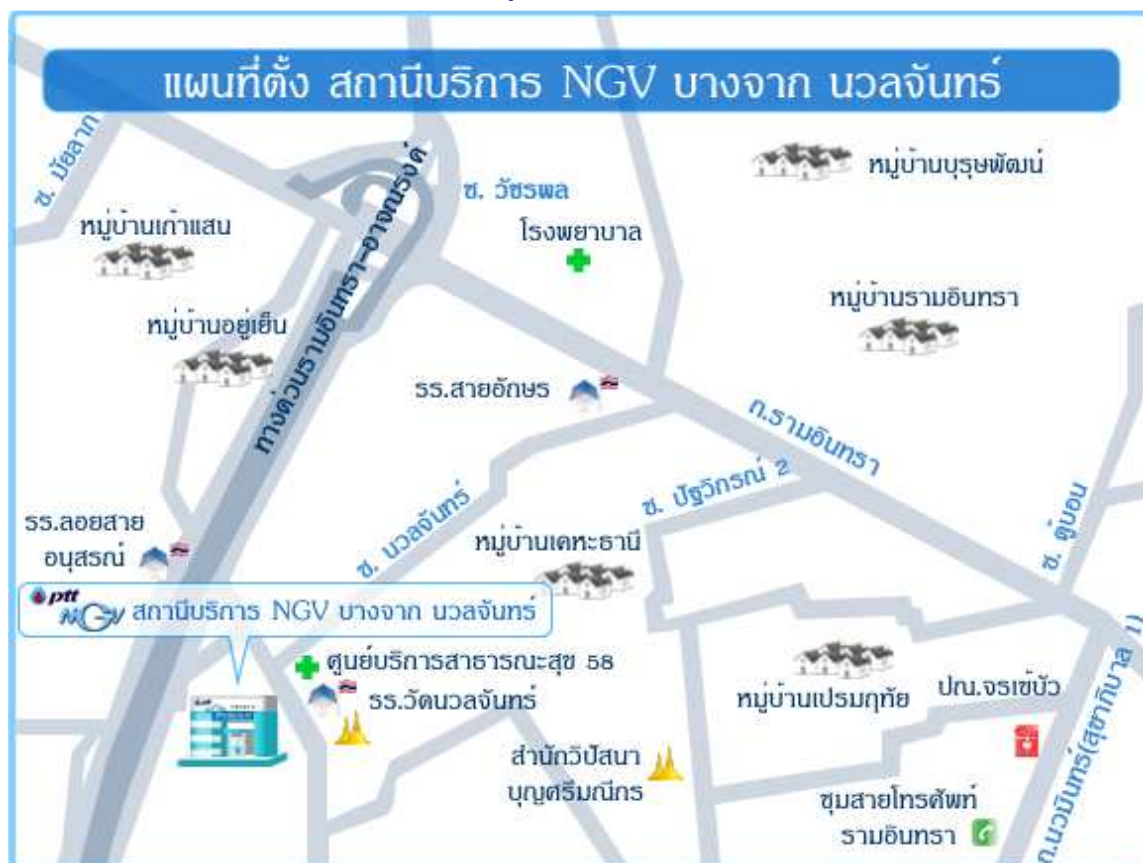 แผนที่ตั้ง สถานีบริการ NGV บางจาก นวลจันทร์
ซ. มัยลาภ
ทางด่วนรามอินทรา-อาจณรงค์
ซ. วัชรพล
หมู่บ้านบุรุษพัฒน์
หมู่บ้านเก้าแสน
โรงพยาบาล
หมู่บ้านรามอินทรา
หมู่บ้านอยู่เย็น
รร.สายอักษร
ถ.รามอินทรา
ซ. ปัฐวิกรณ์ 2
ซ. นวลจันทร์
ซ. คู้บอน
รร.ลอยสาย
อนุสรณ์
หมู่บ้านเคหะธานี
ptt
NGV สถานีบริการ NGV บางจาก นวลจันทร์
ศูนย์บริการสาธารณะสุข 58
รร.วัดนวลจันทร์
หมู่บ้านเปรมฤทัย
ปณ.จรเข้บัว
ถ.นวมินทร์(สุขาภิบาล 1)
สำนักวิปัสนา
บุญศรีมณีกร
ชุมสายโทรศัพท์
รามอินทรา